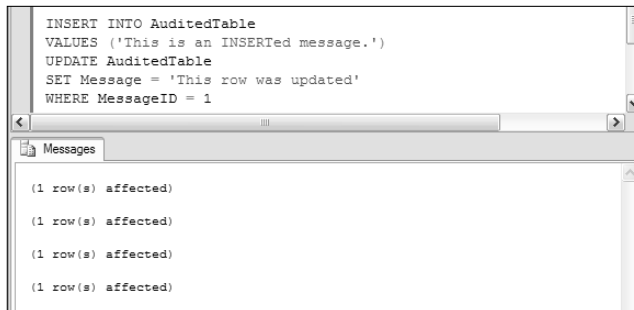 INSERT INTO AuditedTable
VALUES ('This is an INSERTed message.')
UPDATE AuditedTable
SET Message = 'This row was updated'
WHERE MessageID = 1
Messages
(1 row(s) affected)
(1 row(s) affected)
(1 row(s) affected)
(1 row(s) affected)